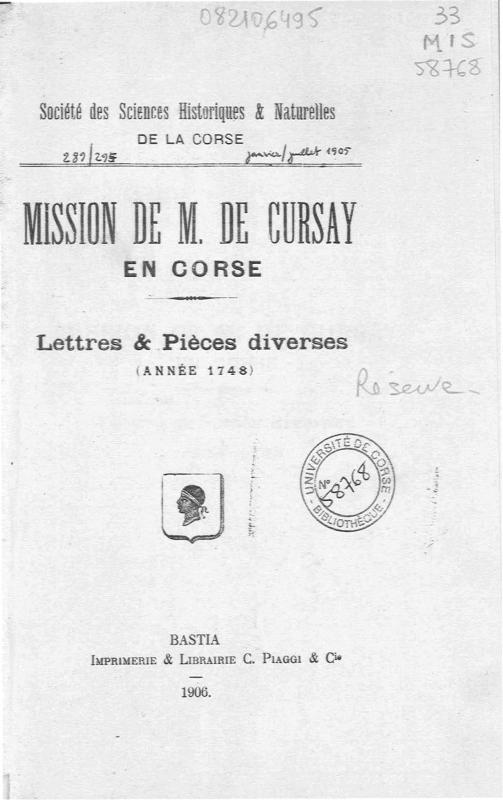 082106495
33
MIS
58768
Société des Sciences Historiques & Naturelles
DE LA CORSE
289/295 janvier/juillet 1905
MISSION DE M. DE CURSAY
EN CORSE
Lettres & Pièces diverses
(ANNÉE 1748)
Réserve
UNIVERSITÉ DE CORSE
N° 58768
- BIBLIOTHÈQUE -
BASTIA
IMPRIMERIE & LIBRAIRIE C. PIAGGI & Cie
1906.